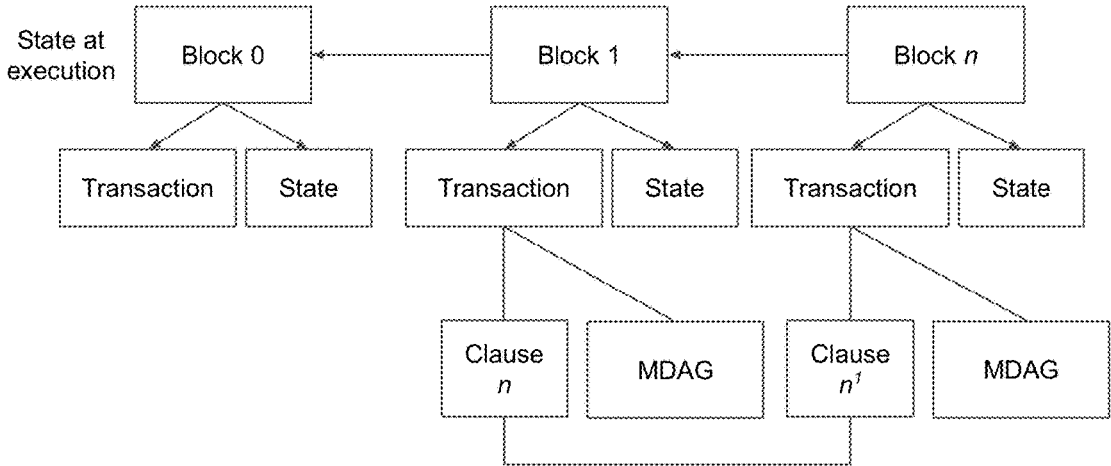 State at
execution
Block 0
Block 1
Block n
Transaction
State
Transaction
State
Transaction
State
Clause
n
MDAG
Clause
n¹
MDAG